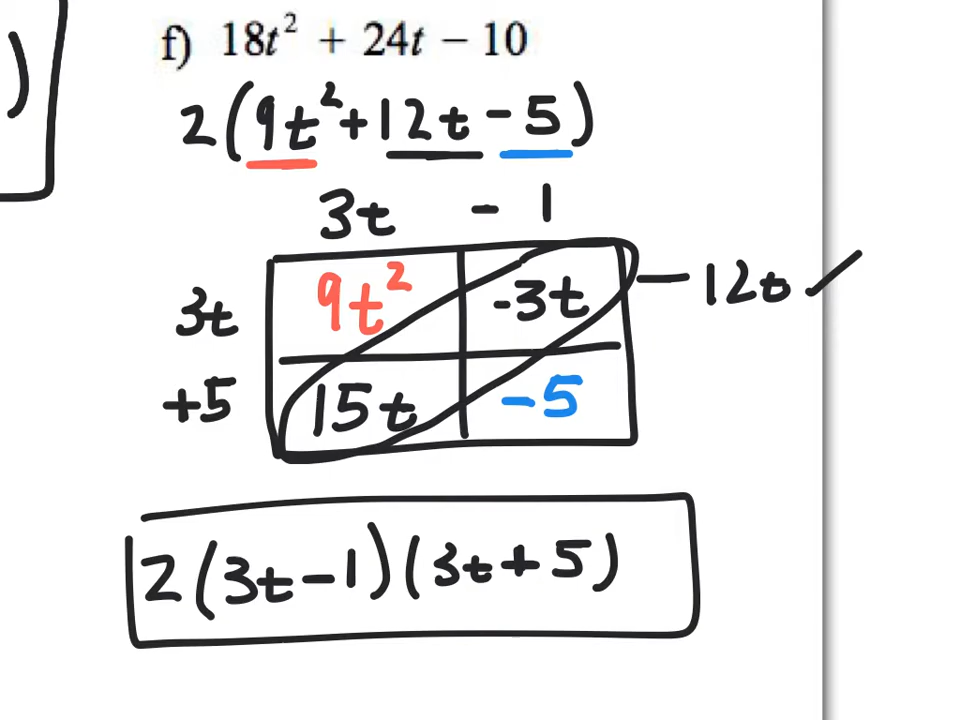 )
f) 18t² + 24t − 10
2(9t²+12t-5)
3t - 1
3t 9t² -3t — 12t ✓
+5 15t -5
2(3t-1)(3t+5)